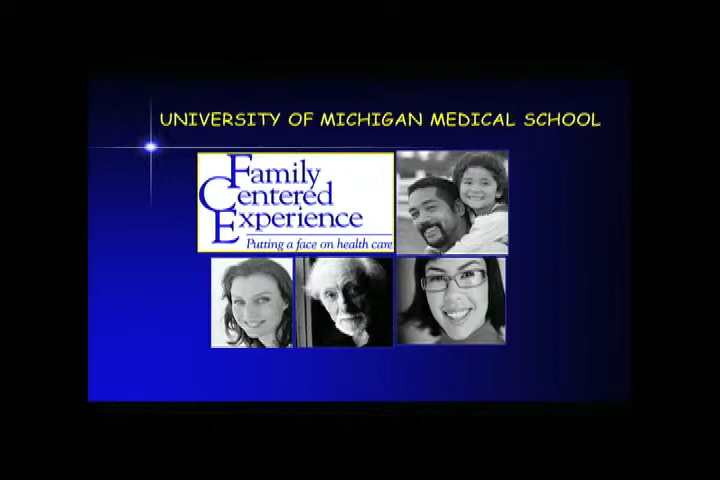 UNIVERSITY OF MICHIGAN MEDICAL SCHOOL
Family
Centered
Experience
Putting a face on health care